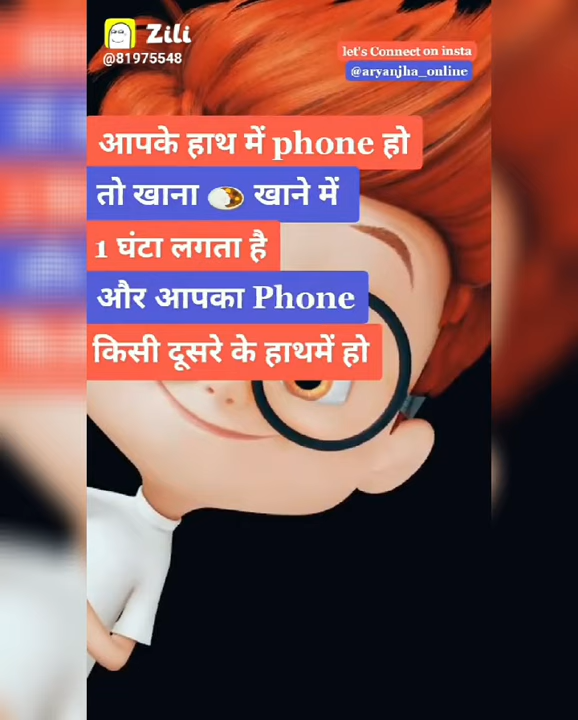 Zili
@81975548
let's Connect on insta
@aryanjha_online
आपके हाथ में phone हो
तो खाना 🍛 खाने में
1 घंटा लगता है
और आपका Phone
किसी दूसरे के हाथमें हो